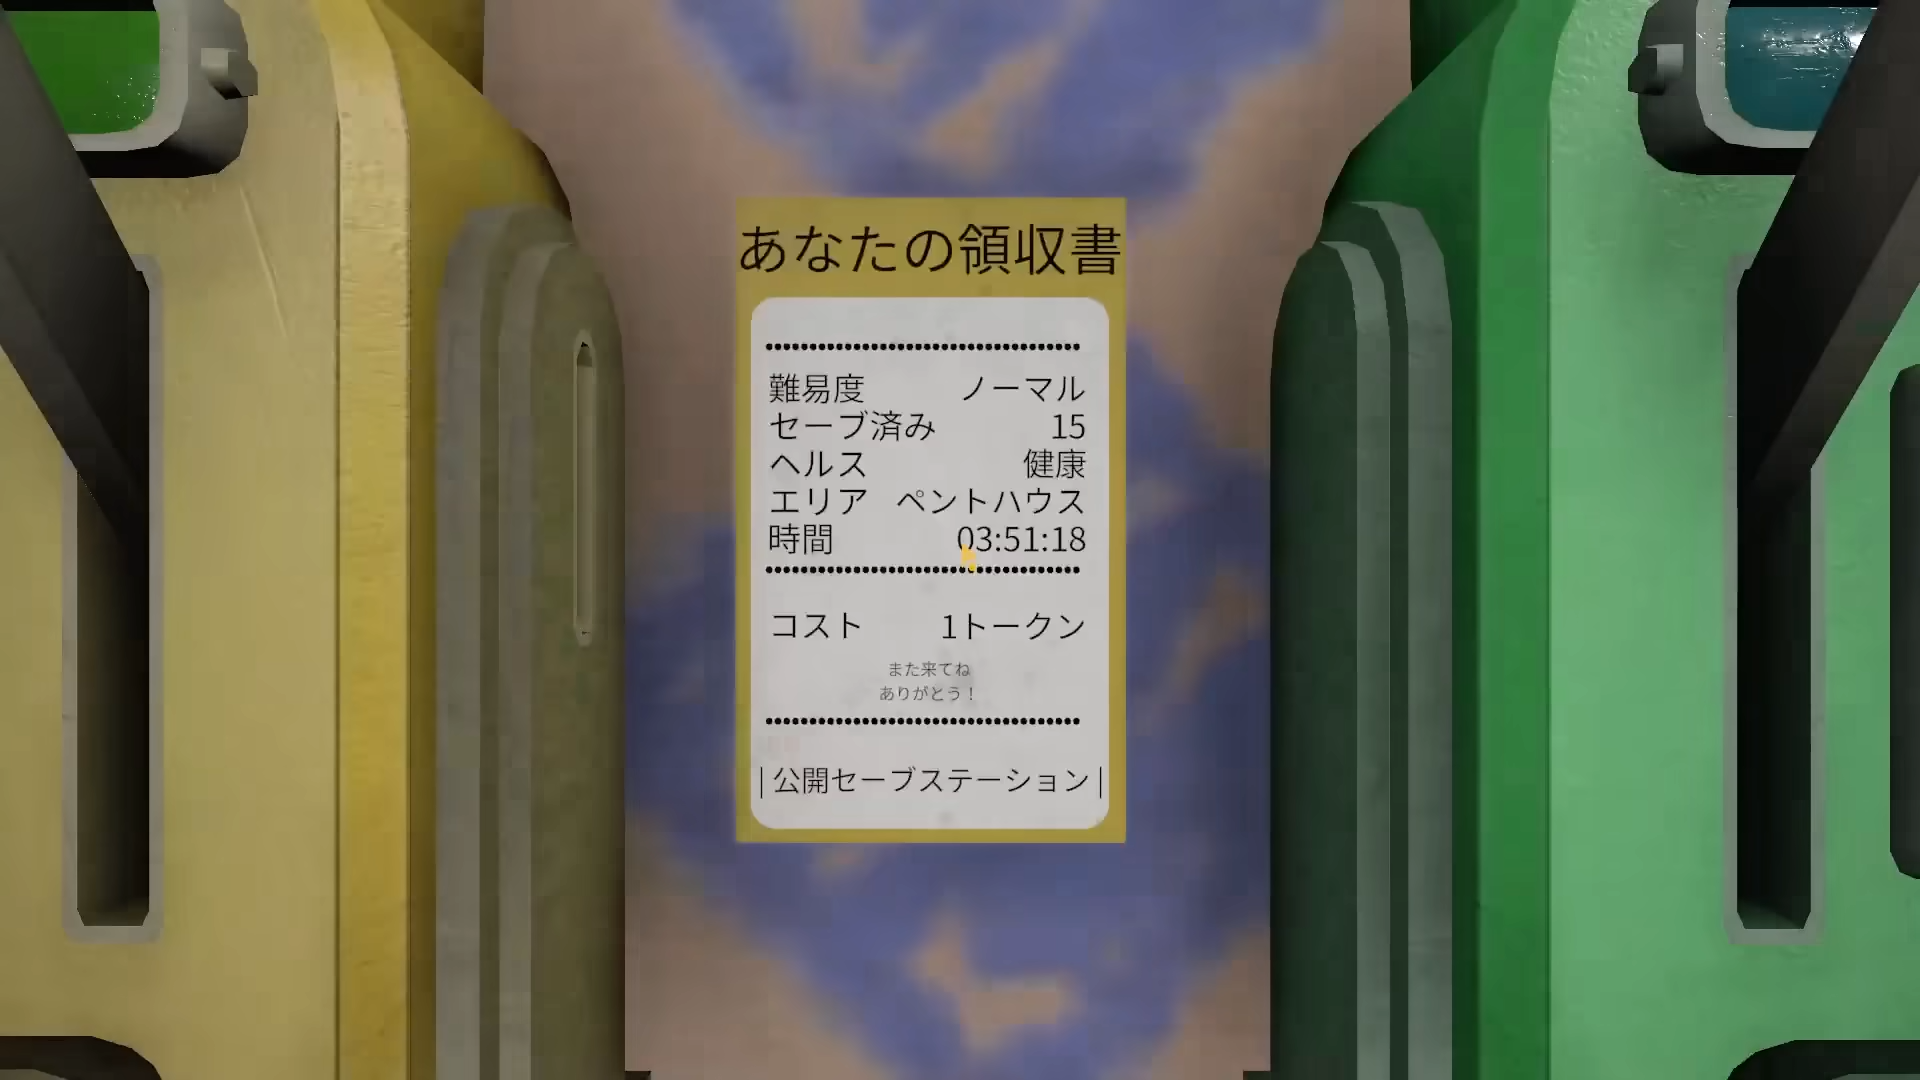 あなたの領収書
難易度 ノーマル
セーブ済み 15
ヘルス 健康
エリア ペントハウス
時間 03:51:18
コスト 1トークン
また来てね
ありがとう！
|公開セーブステーション|